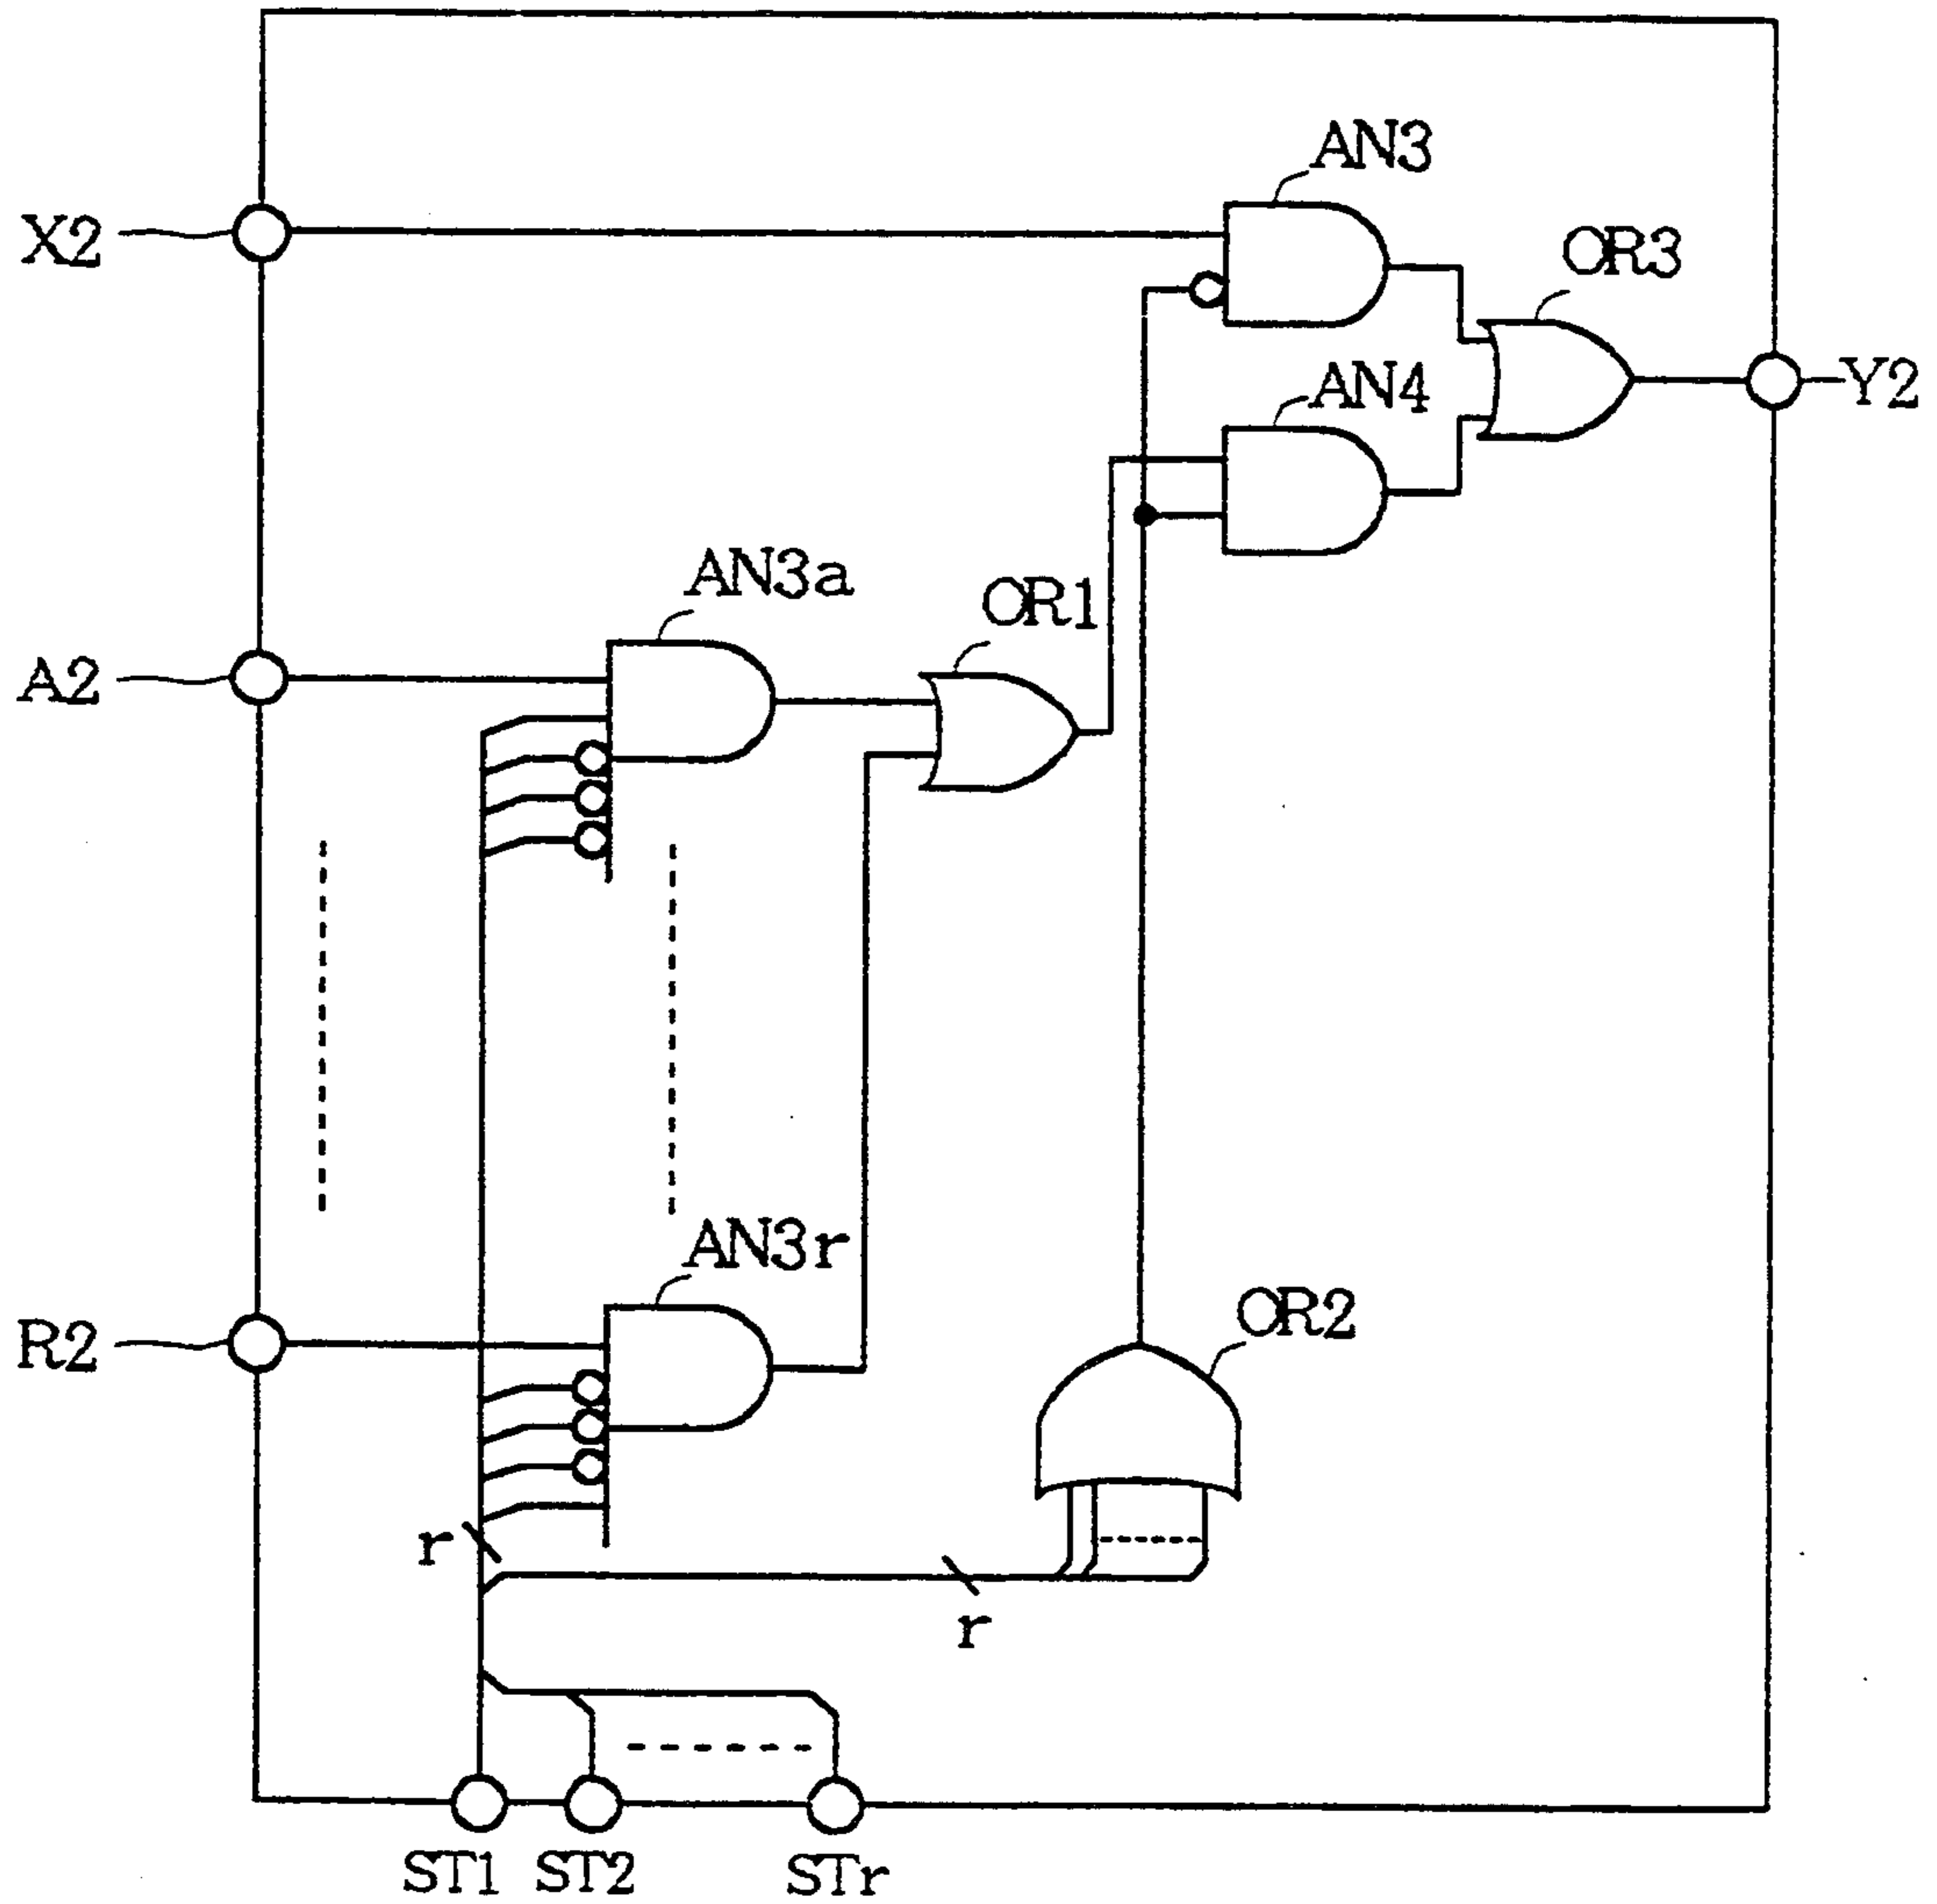 AN3
X2
OR3
AN4
Y2
AN3a
OR1
A2
AN3r
OR2
R2
r
r
ST1 ST2 STr